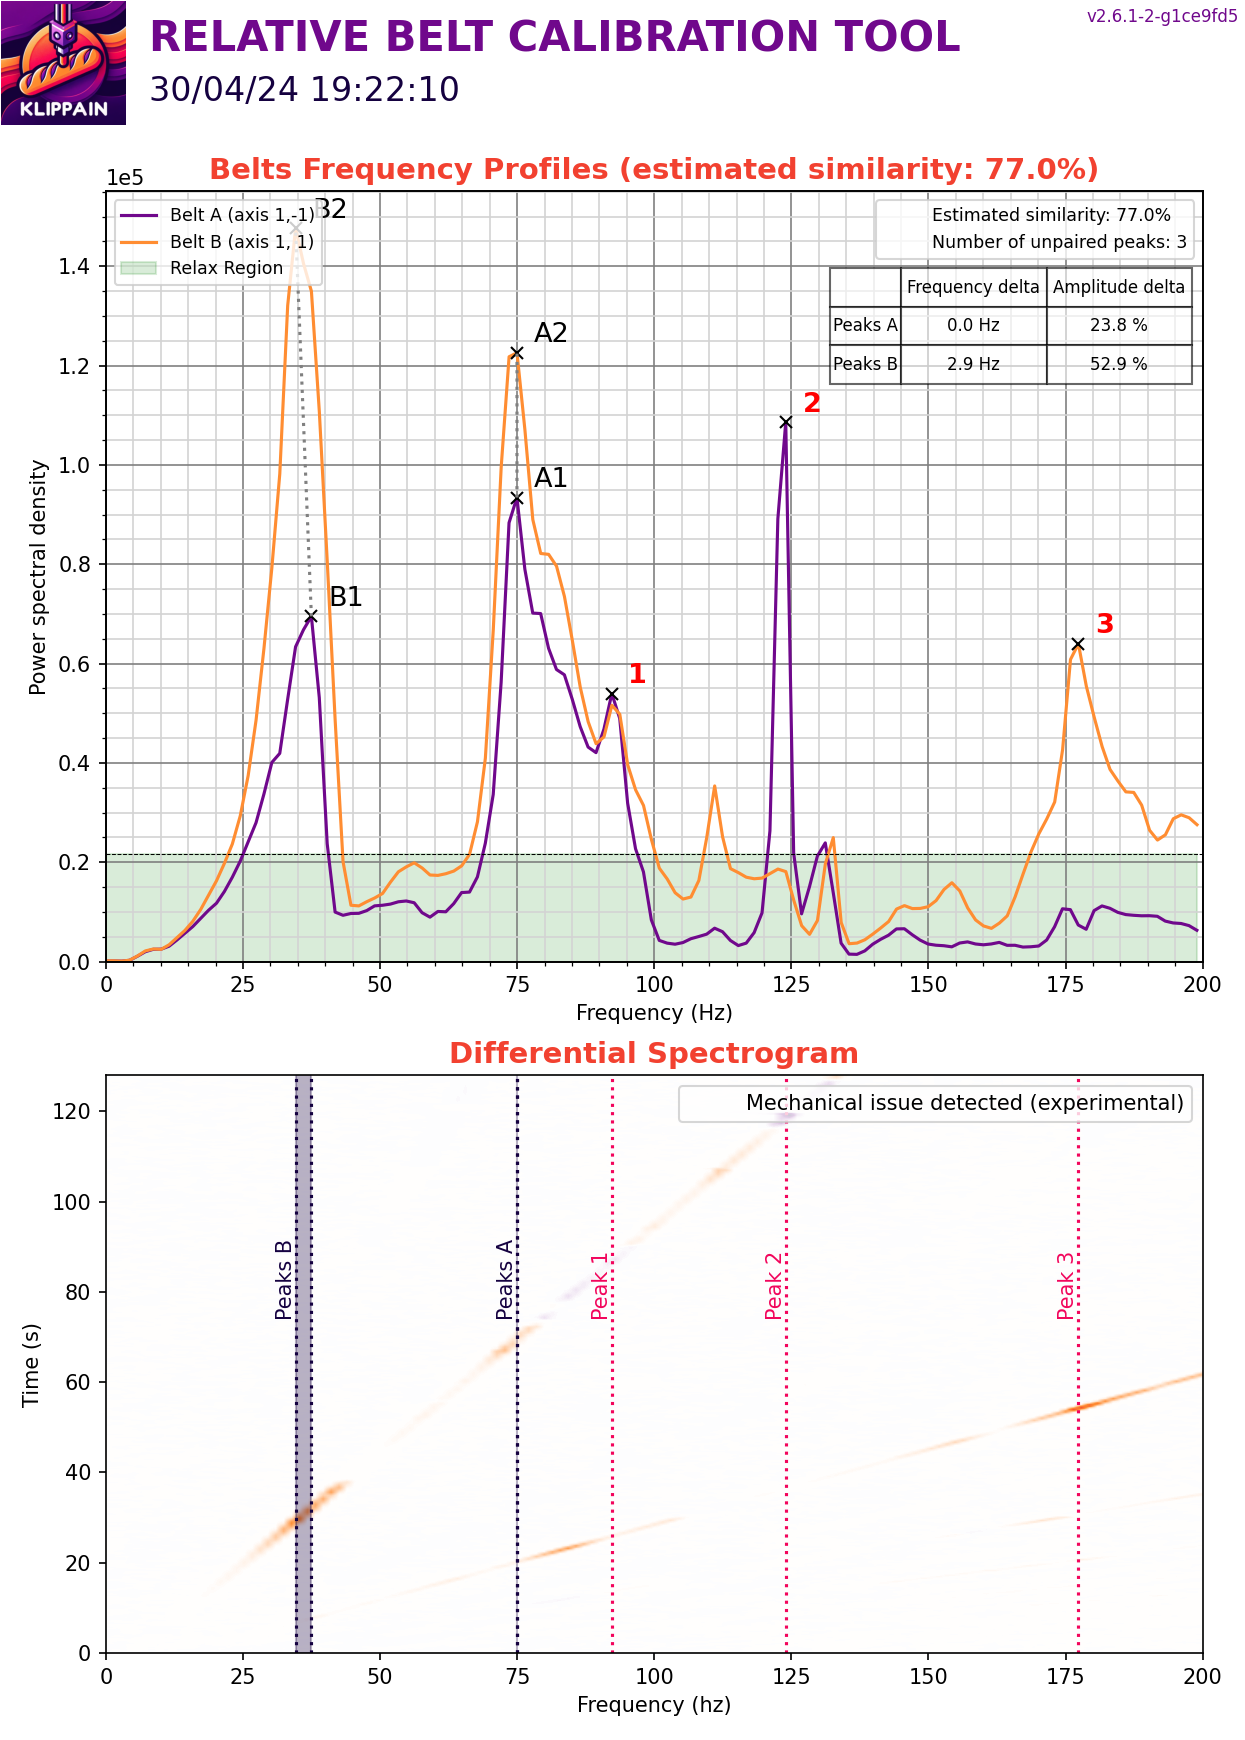 v2.6.1-2-g1ce9fd5
RELATIVE BELT CALIBRATION TOOL
30/04/24 19:22:10
KLIPPAIN
Belts Frequency Profiles (estimated similarity: 77.0%)
1e5
Belt A (axis 1,-1)
Belt B (axis 1, 1)
Relax Region
B2
Estimated similarity: 77.0%
Number of unpaired peaks: 3
Frequency delta Amplitude delta
Peaks A 0.0 Hz 23.8 %
Peaks B 2.9 Hz 52.9 %
A2
A1
B1
1
2
3
Power spectral density
1.4
1.2
1.0
0.8
0.6
0.4
0.2
0.0
0 25 50 75 100 125 150 175 200
Frequency (Hz)
Differential Spectrogram
Mechanical issue detected (experimental)
Peaks B
Peaks A
Peak 1
Peak 2
Peak 3
Time (s)
120
100
80
60
40
20
0
0 25 50 75 100 125 150 175 200
Frequency (hz)